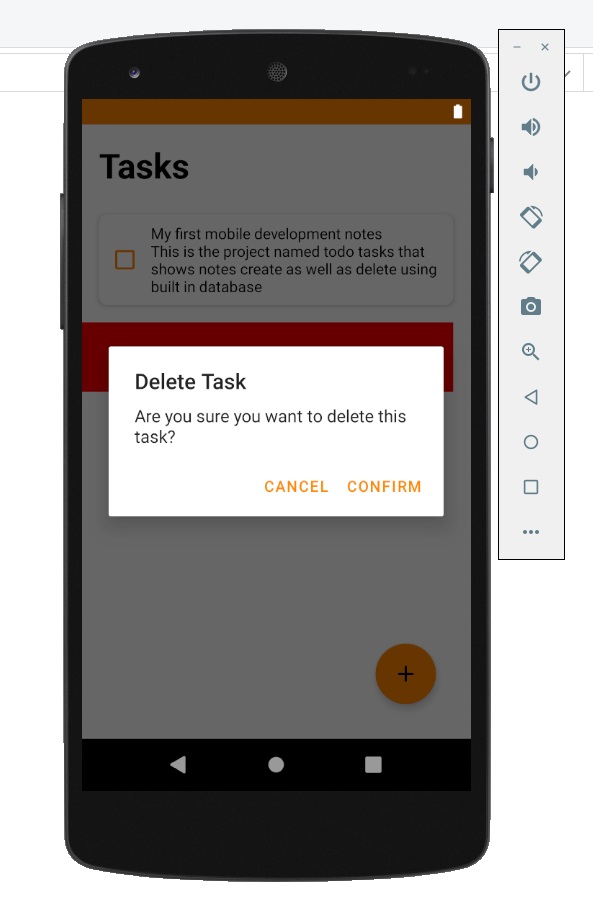 Tasks
My first mobile development notes
This is the project named todo tasks that
shows notes create as well as delete using
built in database
Delete Task
Are you sure you want to delete this
task?
CANCEL CONFIRM